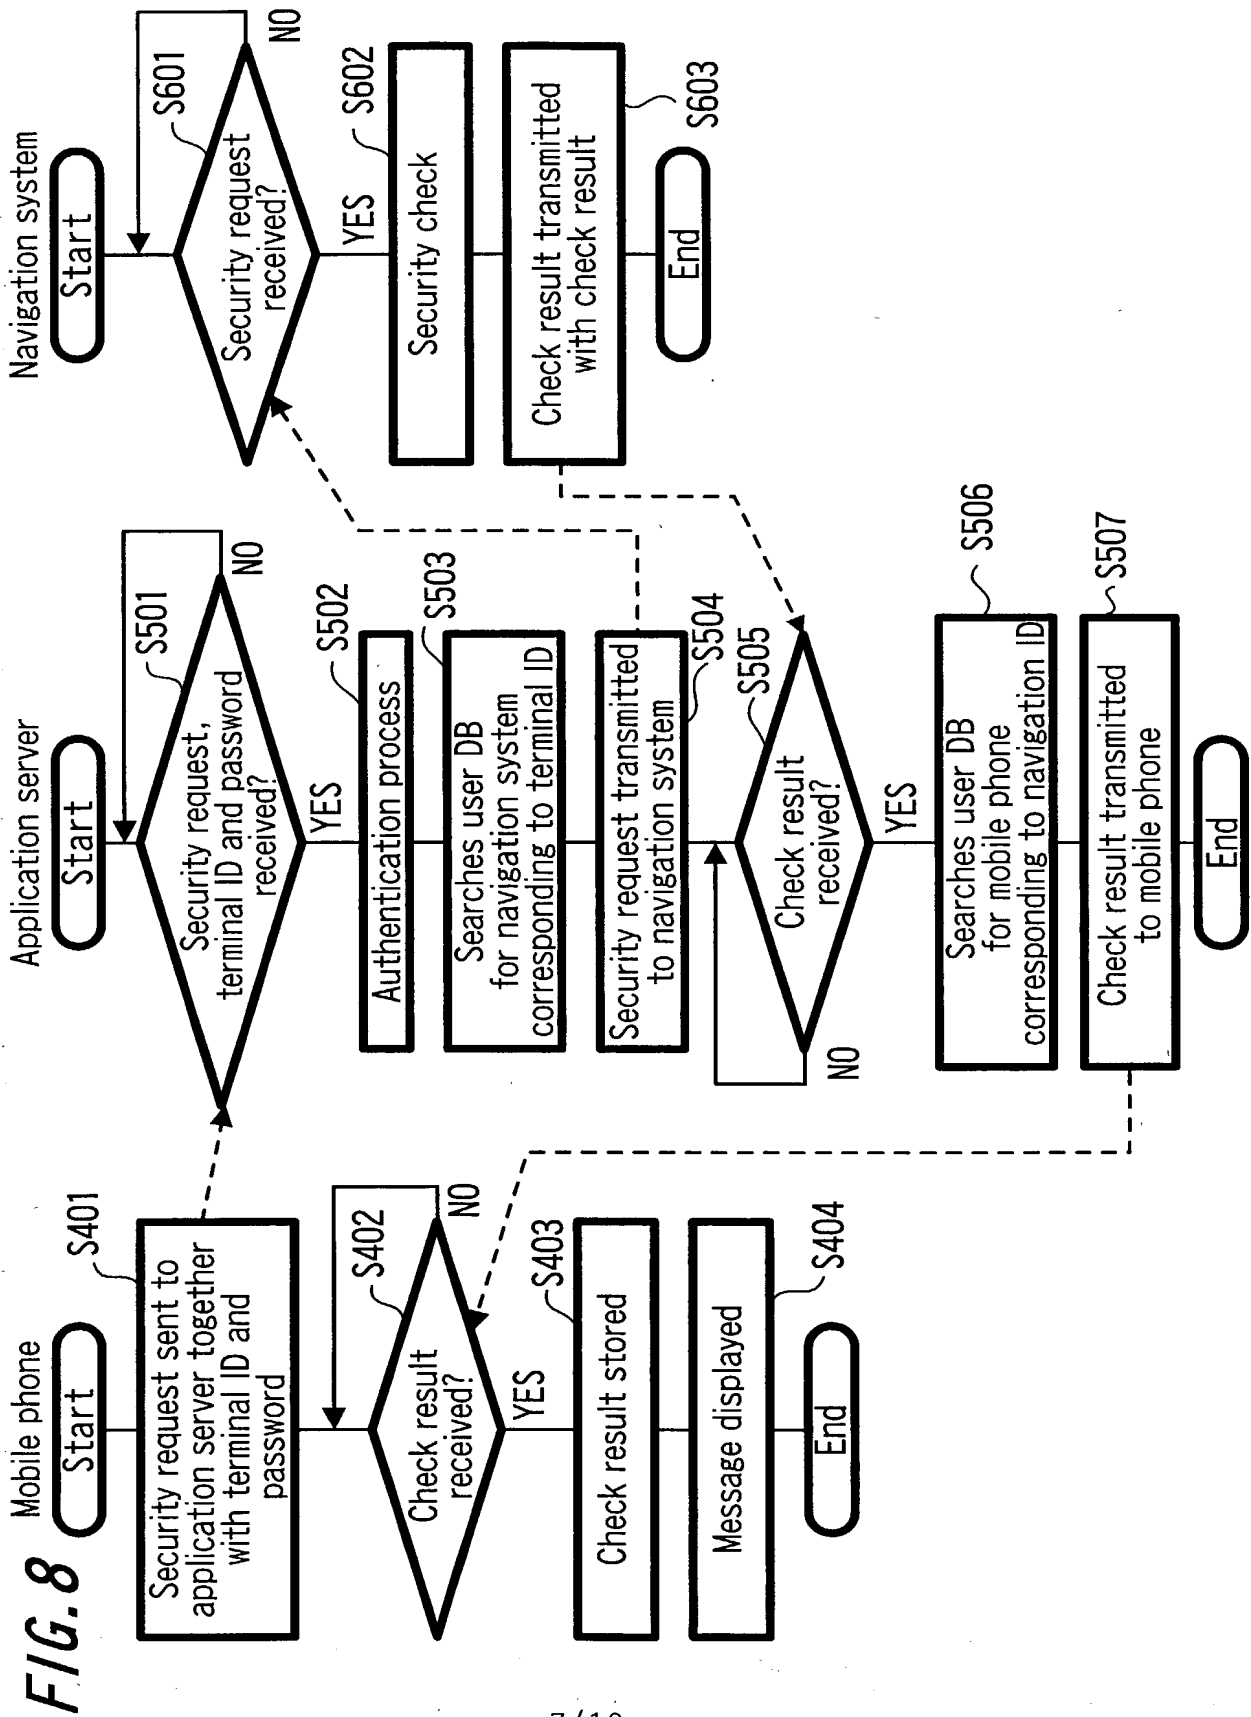 FIG. 8
Mobile phone
Start
Security request sent to
application server together
with terminal ID and
password
S401
Check result
received?
S402
NO
YES
Check result stored
S403
Message displayed
S404
End
Application server
Start
Security request,
terminal ID and password
received?
S501
NO
YES
Authentication process
S502
Searches user DB
for navigation system
corresponding to terminal ID
S503
Security request transmitted
to navigation system
S504
Check result
received?
S505
NO
YES
Searches user DB
for mobile phone
corresponding to navigation ID
S506
Check result transmitted
to mobile phone
S507
End
Navigation system
Start
Security request
received?
S601
NO
YES
Security check
S602
Check result transmitted
with check result
S603
End